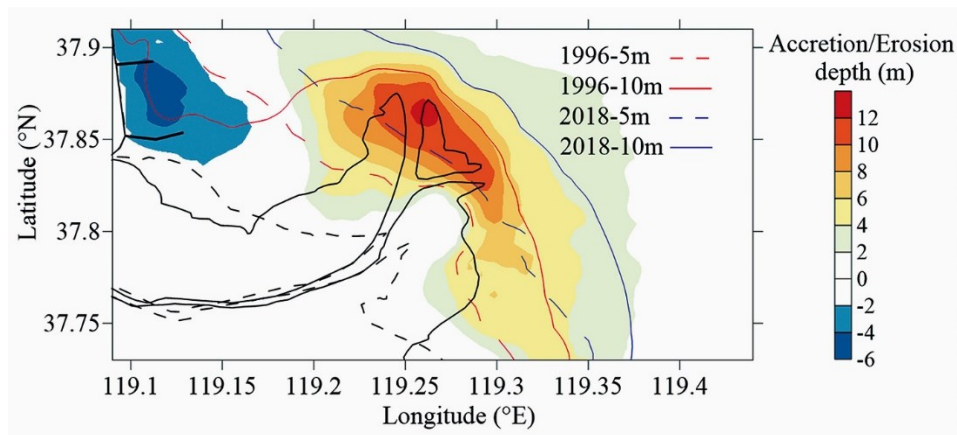 37.9
37.85
37.8
37.75
Latitude (°N)
119.1 119.15 119.2 119.25 119.3 119.35 119.4
Longitude (°E)
1996-5m
1996-10m
2018-5m
2018-10m
Accretion/Erosion
depth (m)
12
10
8
6
4
2
0
-2
-4
-6